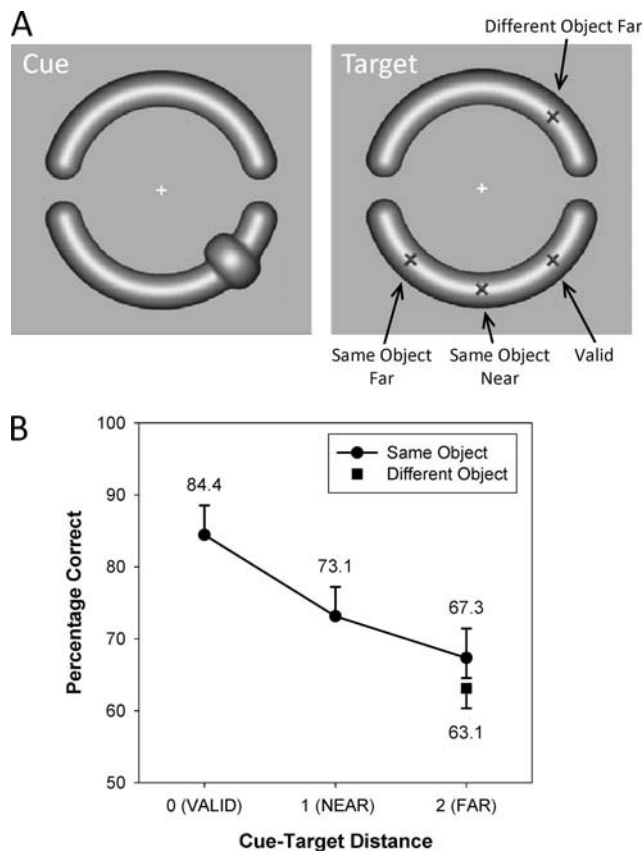 A
Cue
Target
Different Object Far
Same Object
Far
Same Object
Near
Valid
B
Same Object
Different Object
84.4
73.1
67.3
63.1
100
90
80
70
60
50
Percentage Correct
0 (VALID)
1 (NEAR)
2 (FAR)
Cue-Target Distance